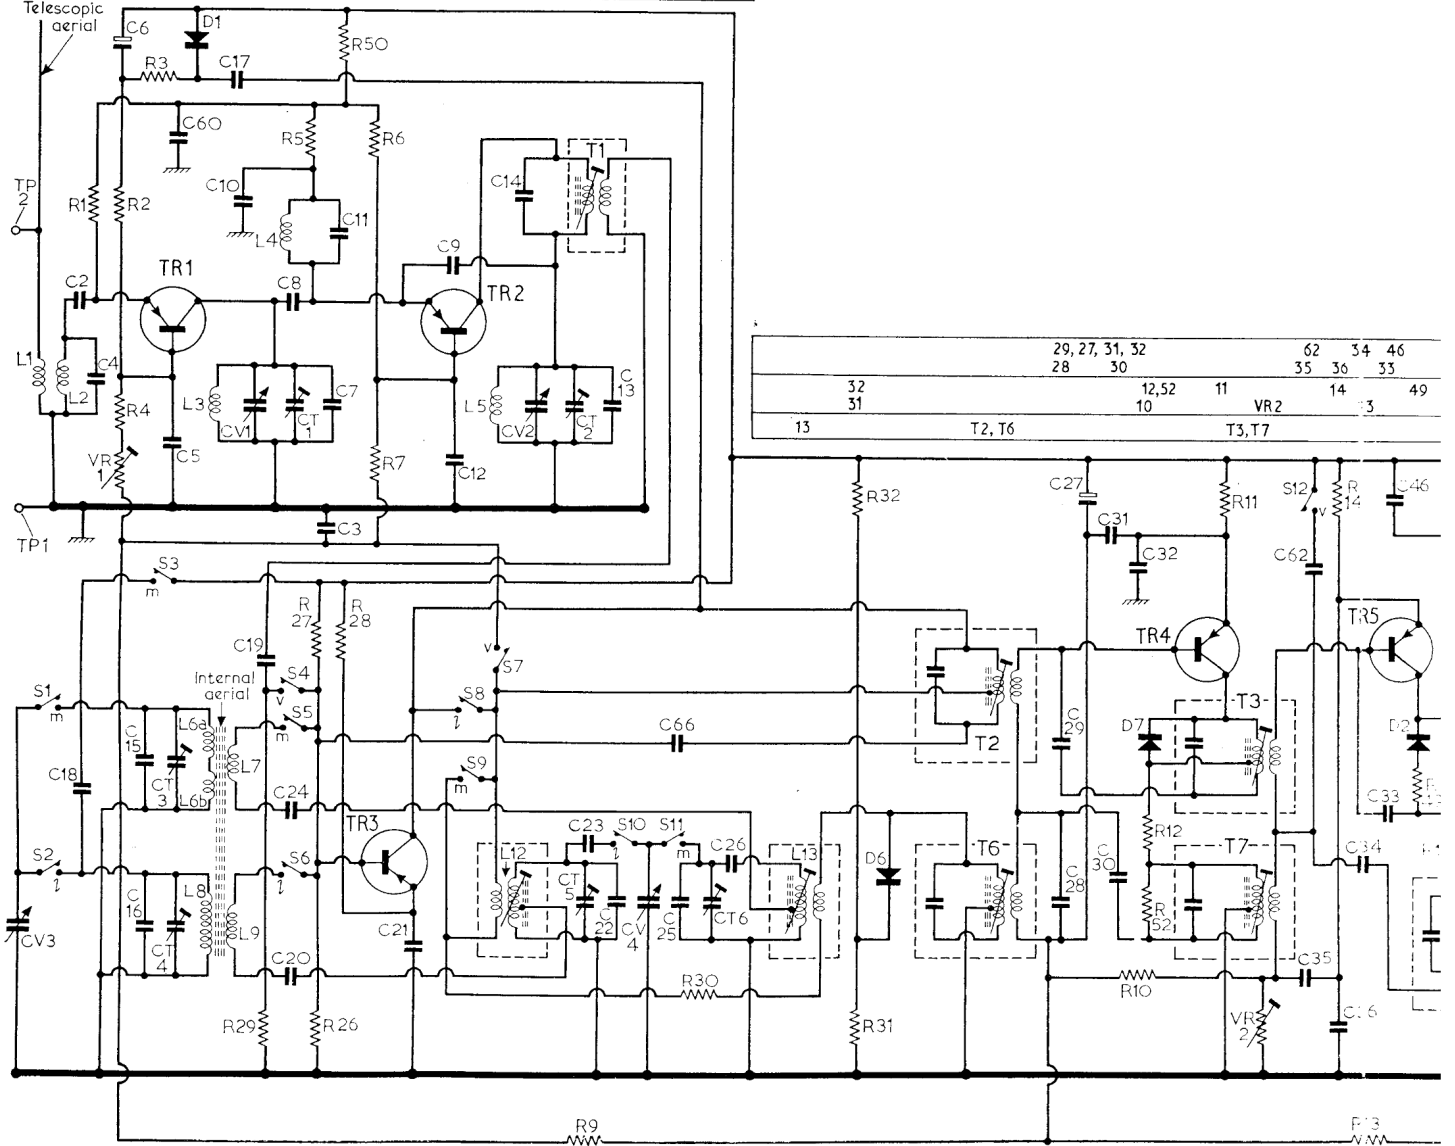 Telescopic
aerial
C6
D1
R50
R3
C17
C60
R5
R6
T1
C14
C10
TP
2
R1
R2
C11
L4
C9
TR1
C2
C8
TR2
L1
C4
L2
R4
L3
CV1
CT
1
C7
L5
CV2
CT
2
C
13
C5
VR
1
R7
C12
C3
TP1
29, 27, 31, 32 62 34 46
28 30 35 36 33
32 12,52 11 14 49
31 10 VR2 3
13 T2, T6 T3, T7
R32
C27
R11
S12
v
R
14
C31
C32
C62
S3
m
R
27
R
28
TR4
TR5
C19
v
S7
Internal
aerial
S4
v
S1
m
S5
m
S8
l
T3
L6a
C
15
C66
T2
C
29
D7
D2
CT
3
L7
C18
L6b
S9
m
C24
C33
TR3
C23
S10
l
S11
m
C26
R12
C34
S2
l
S6
l
L12
L13
D6
T6
C
30
T7
L8
CT
5
C
16
C
22
CV
4
C
25
CT6
C
28
R
52
CV3
CT
4
L9
C21
C20
C35
R30
R10
R29
R26
R31
VR
2
R9